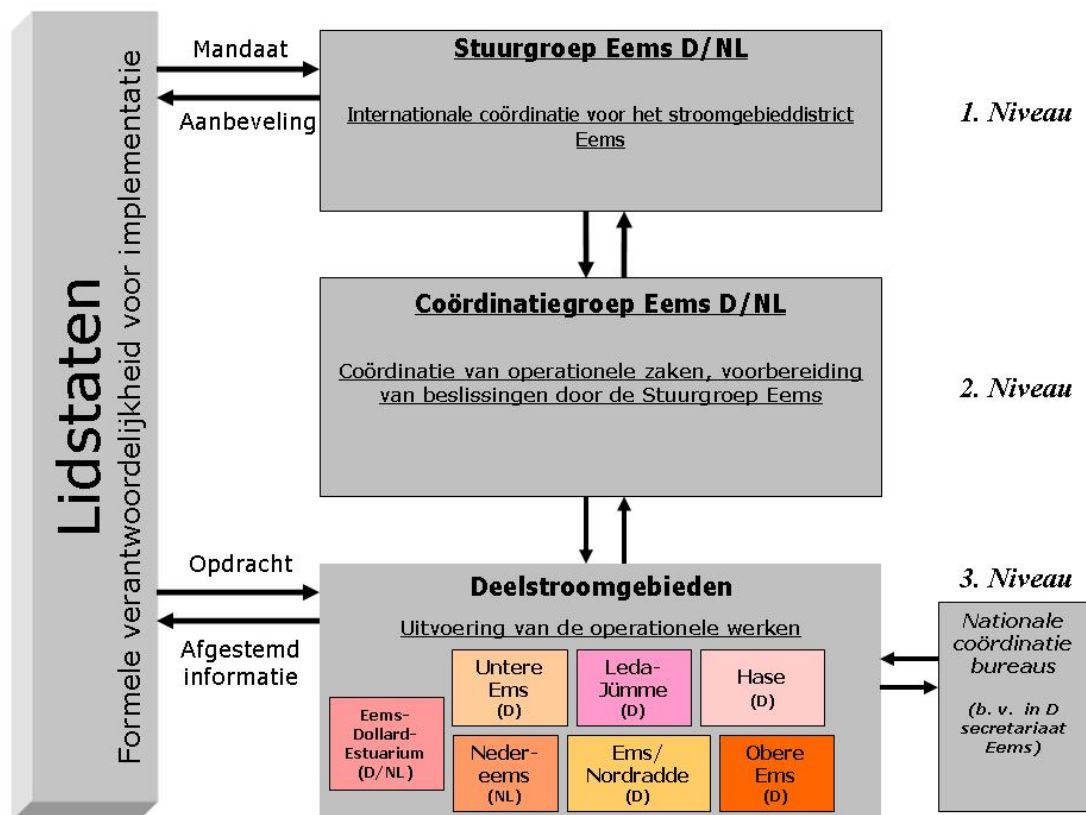 Lidstaten
Formele verantwoordelijkheid voor implementatie
Mandaat
Aanbeveling
Stuurgroep Eems D/NL
Internationale coördinatie voor het stroomgebieddistrict
Eems
1. Niveau
Coördinatiegroep Eems D/NL
Coördinatie van operationele zaken, voorbereiding
van beslissingen door de Stuurgroep Eems
2. Niveau
Opdracht
Afgestemd
informatie
Deelstroomgebieden
Uitvoering van de operationele werken
Eems-
Dollard-
Estuarium
(D/NL)
Untere
Ems
(D)
Leda-
Jümme
(D)
Hase
(D)
Neder-
eems
(NL)
Ems/
Nordradde
(D)
Obere
Ems
(D)
3. Niveau
Nationale
coördinatie
bureaus
(b. v. in D
secretariaat
Eems)